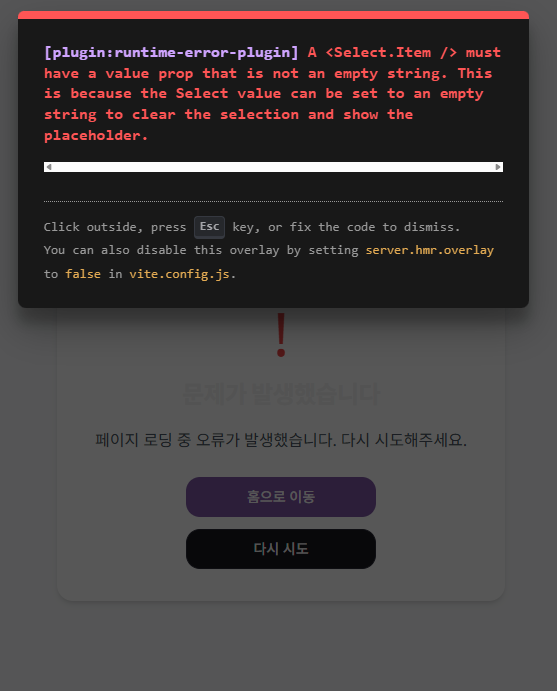 [plugin:runtime-error-plugin] A <Select.Item /> must
have a value prop that is not an empty string. This
is because the Select value can be set to an empty
string to clear the selection and show the
placeholder.
Click outside, press Esc key, or fix the code to dismiss.
You can also disable this overlay by setting server.hmr.overlay
to false in vite.config.js.
!
문제가 발생했습니다
페이지 로딩 중 오류가 발생했습니다. 다시 시도해주세요.
홈으로 이동
다시 시도